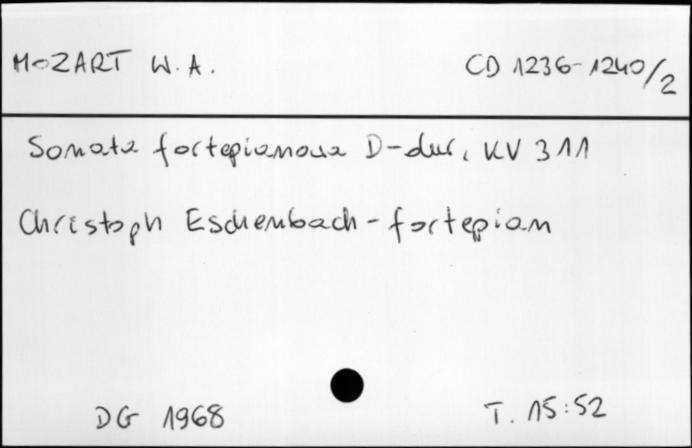 MOZART W.A. CD 1236-1240/2
Sonata fortepianowa D-dur, KV 311
Christoph Eschenbach - fortepian
DG 1968 T. 15:52